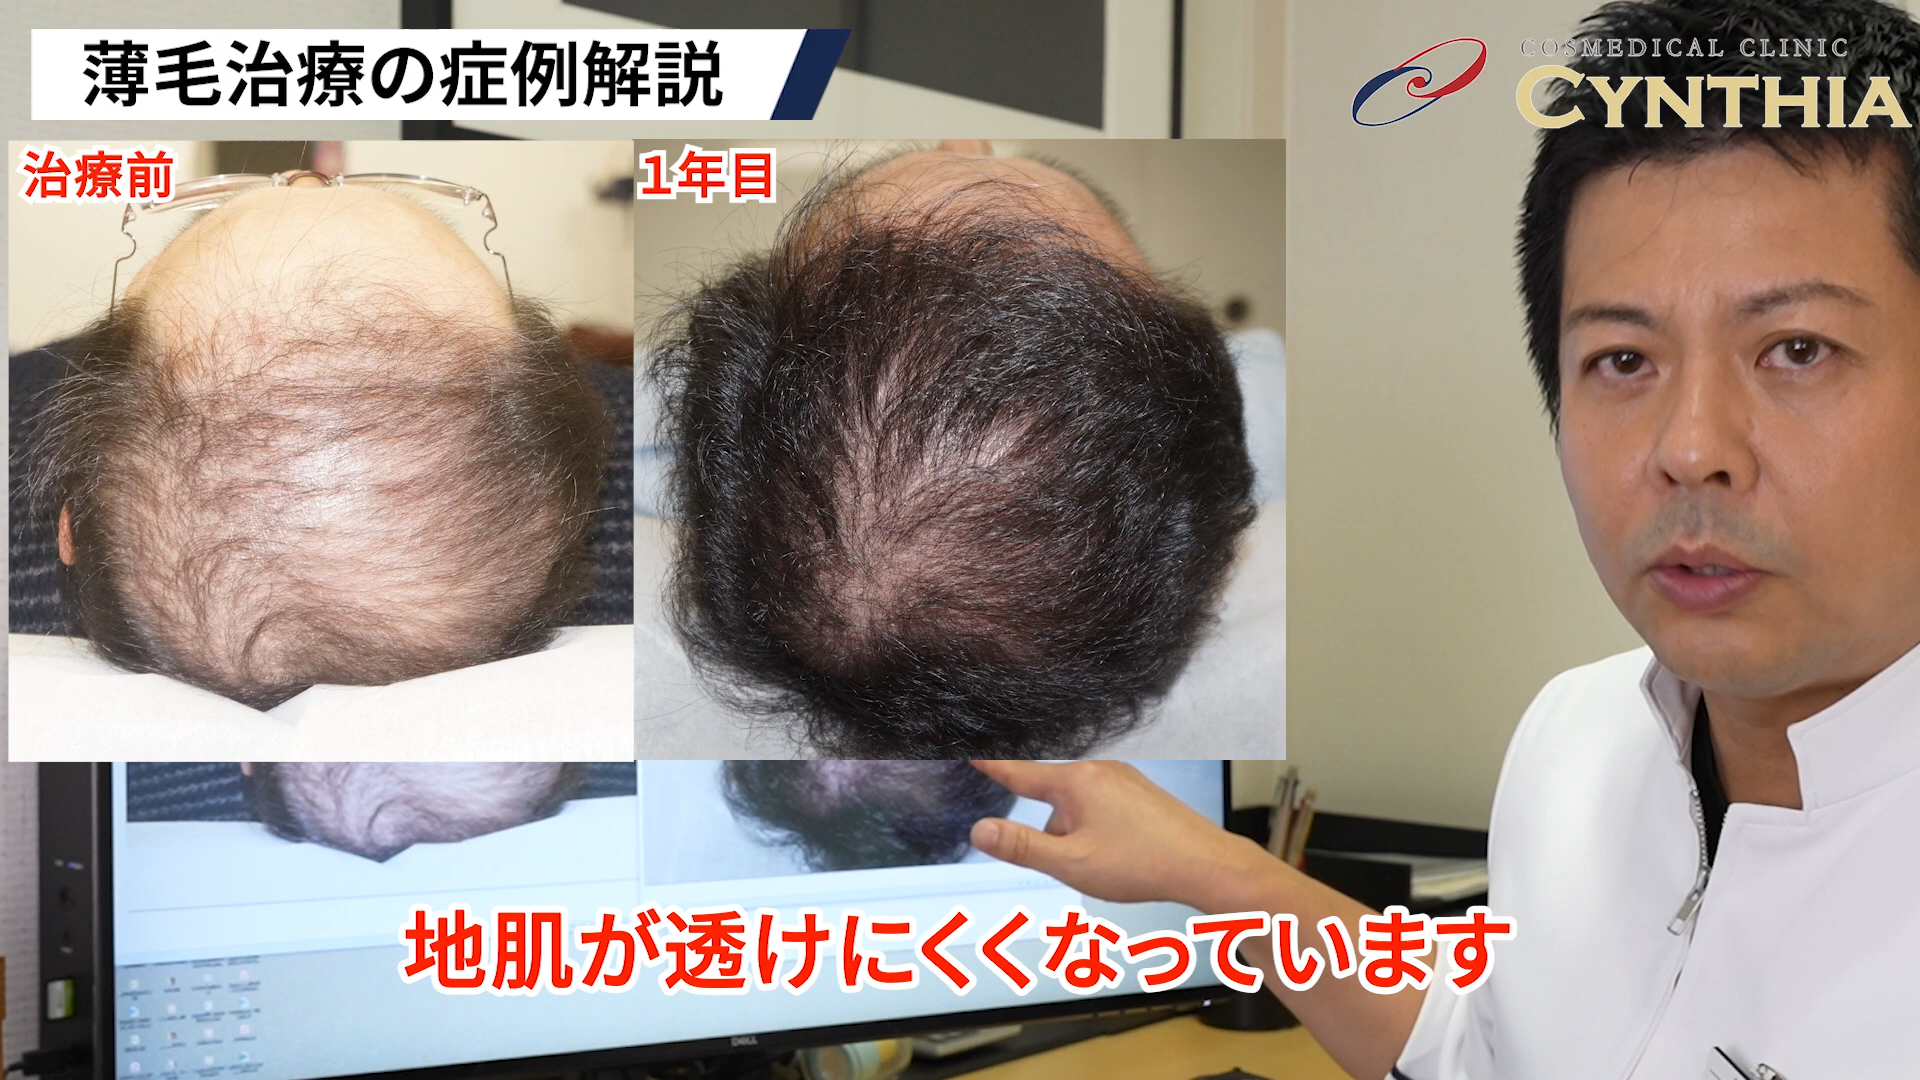 薄毛治療の症例解説
COSMEDICAL CLINIC
CYNTHIA
治療前
1年目
地肌が透けにくくなっています
DELL